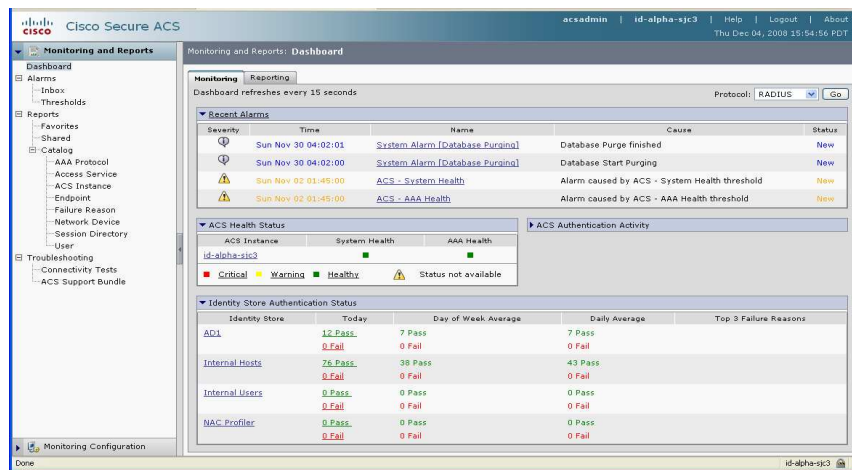 CISCO Cisco Secure ACS
acsadmin | id-alpha-sjc3 | Help | Logout | About
Thu Dec 04, 2008 15:54:56 PDT
Monitoring and Reports
Dashboard
Alarms
Inbox
Thresholds
Reports
Favorites
Shared
Catalog
AAA Protocol
Access Service
ACS Instance
Endpoint
Failure Reason
Network Device
Session Directory
User
Troubleshooting
Connectivity Tests
ACS Support Bundle
Monitoring Configuration
Monitoring and Reports: Dashboard
Monitoring Reporting
Dashboard refreshes every 15 seconds
Protocol: RADIUS Go
Recent Alarms
Severity Time Name Cause Status
Sun Nov 30 04:02:01 System Alarm [Database Purging] Database Purge finished New
Sun Nov 30 04:02:00 System Alarm [Database Purging] Database Start Purging New
Sun Nov 02 01:45:00 ACS - System Health Alarm caused by ACS - System Health threshold New
Sun Nov 02 01:45:00 ACS - AAA Health Alarm caused by ACS - AAA Health threshold New
ACS Health Status
ACS Instance System Health AAA Health
id-alpha-sjc3
Critical Warning Healthy Status not available
ACS Authentication Activity
Identity Store Authentication Status
Identity Store Today Day of Week Average Daily Average Top 3 Failure Reasons
AD1 12 Pass 7 Pass 7 Pass
0 Fail 0 Fail 0 Fail
Internal Hosts 76 Pass 38 Pass 43 Pass
0 Fail 0 Fail 0 Fail
Internal Users 0 Pass 0 Pass 0 Pass
0 Fail 0 Fail 0 Fail
NAC Profiler 0 Pass 0 Pass 0 Pass
0 Fail 0 Fail 0 Fail
Done id-alpha-sjc3